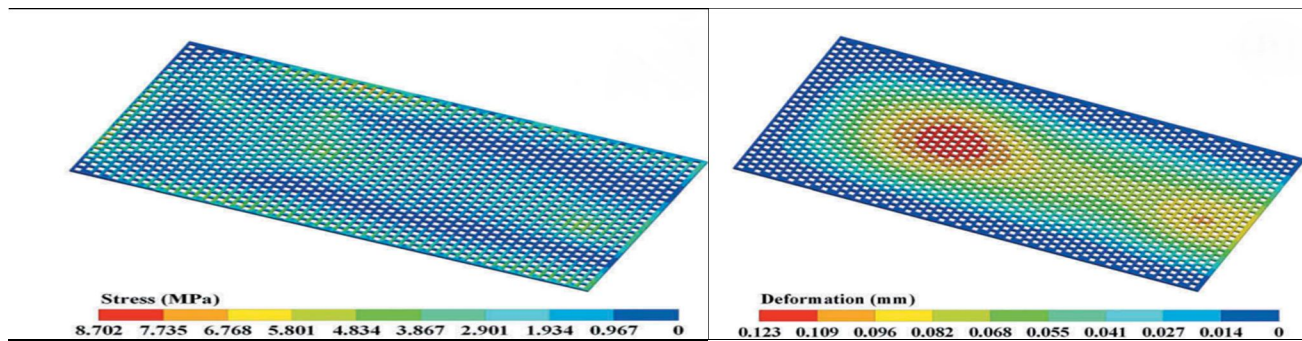 Stress (MPa)
8.702 7.735 6.768 5.801 4.834 3.867 2.901 1.934 0.967 0
Deformation (mm)
0.123 0.109 0.096 0.082 0.068 0.055 0.041 0.027 0.014 0